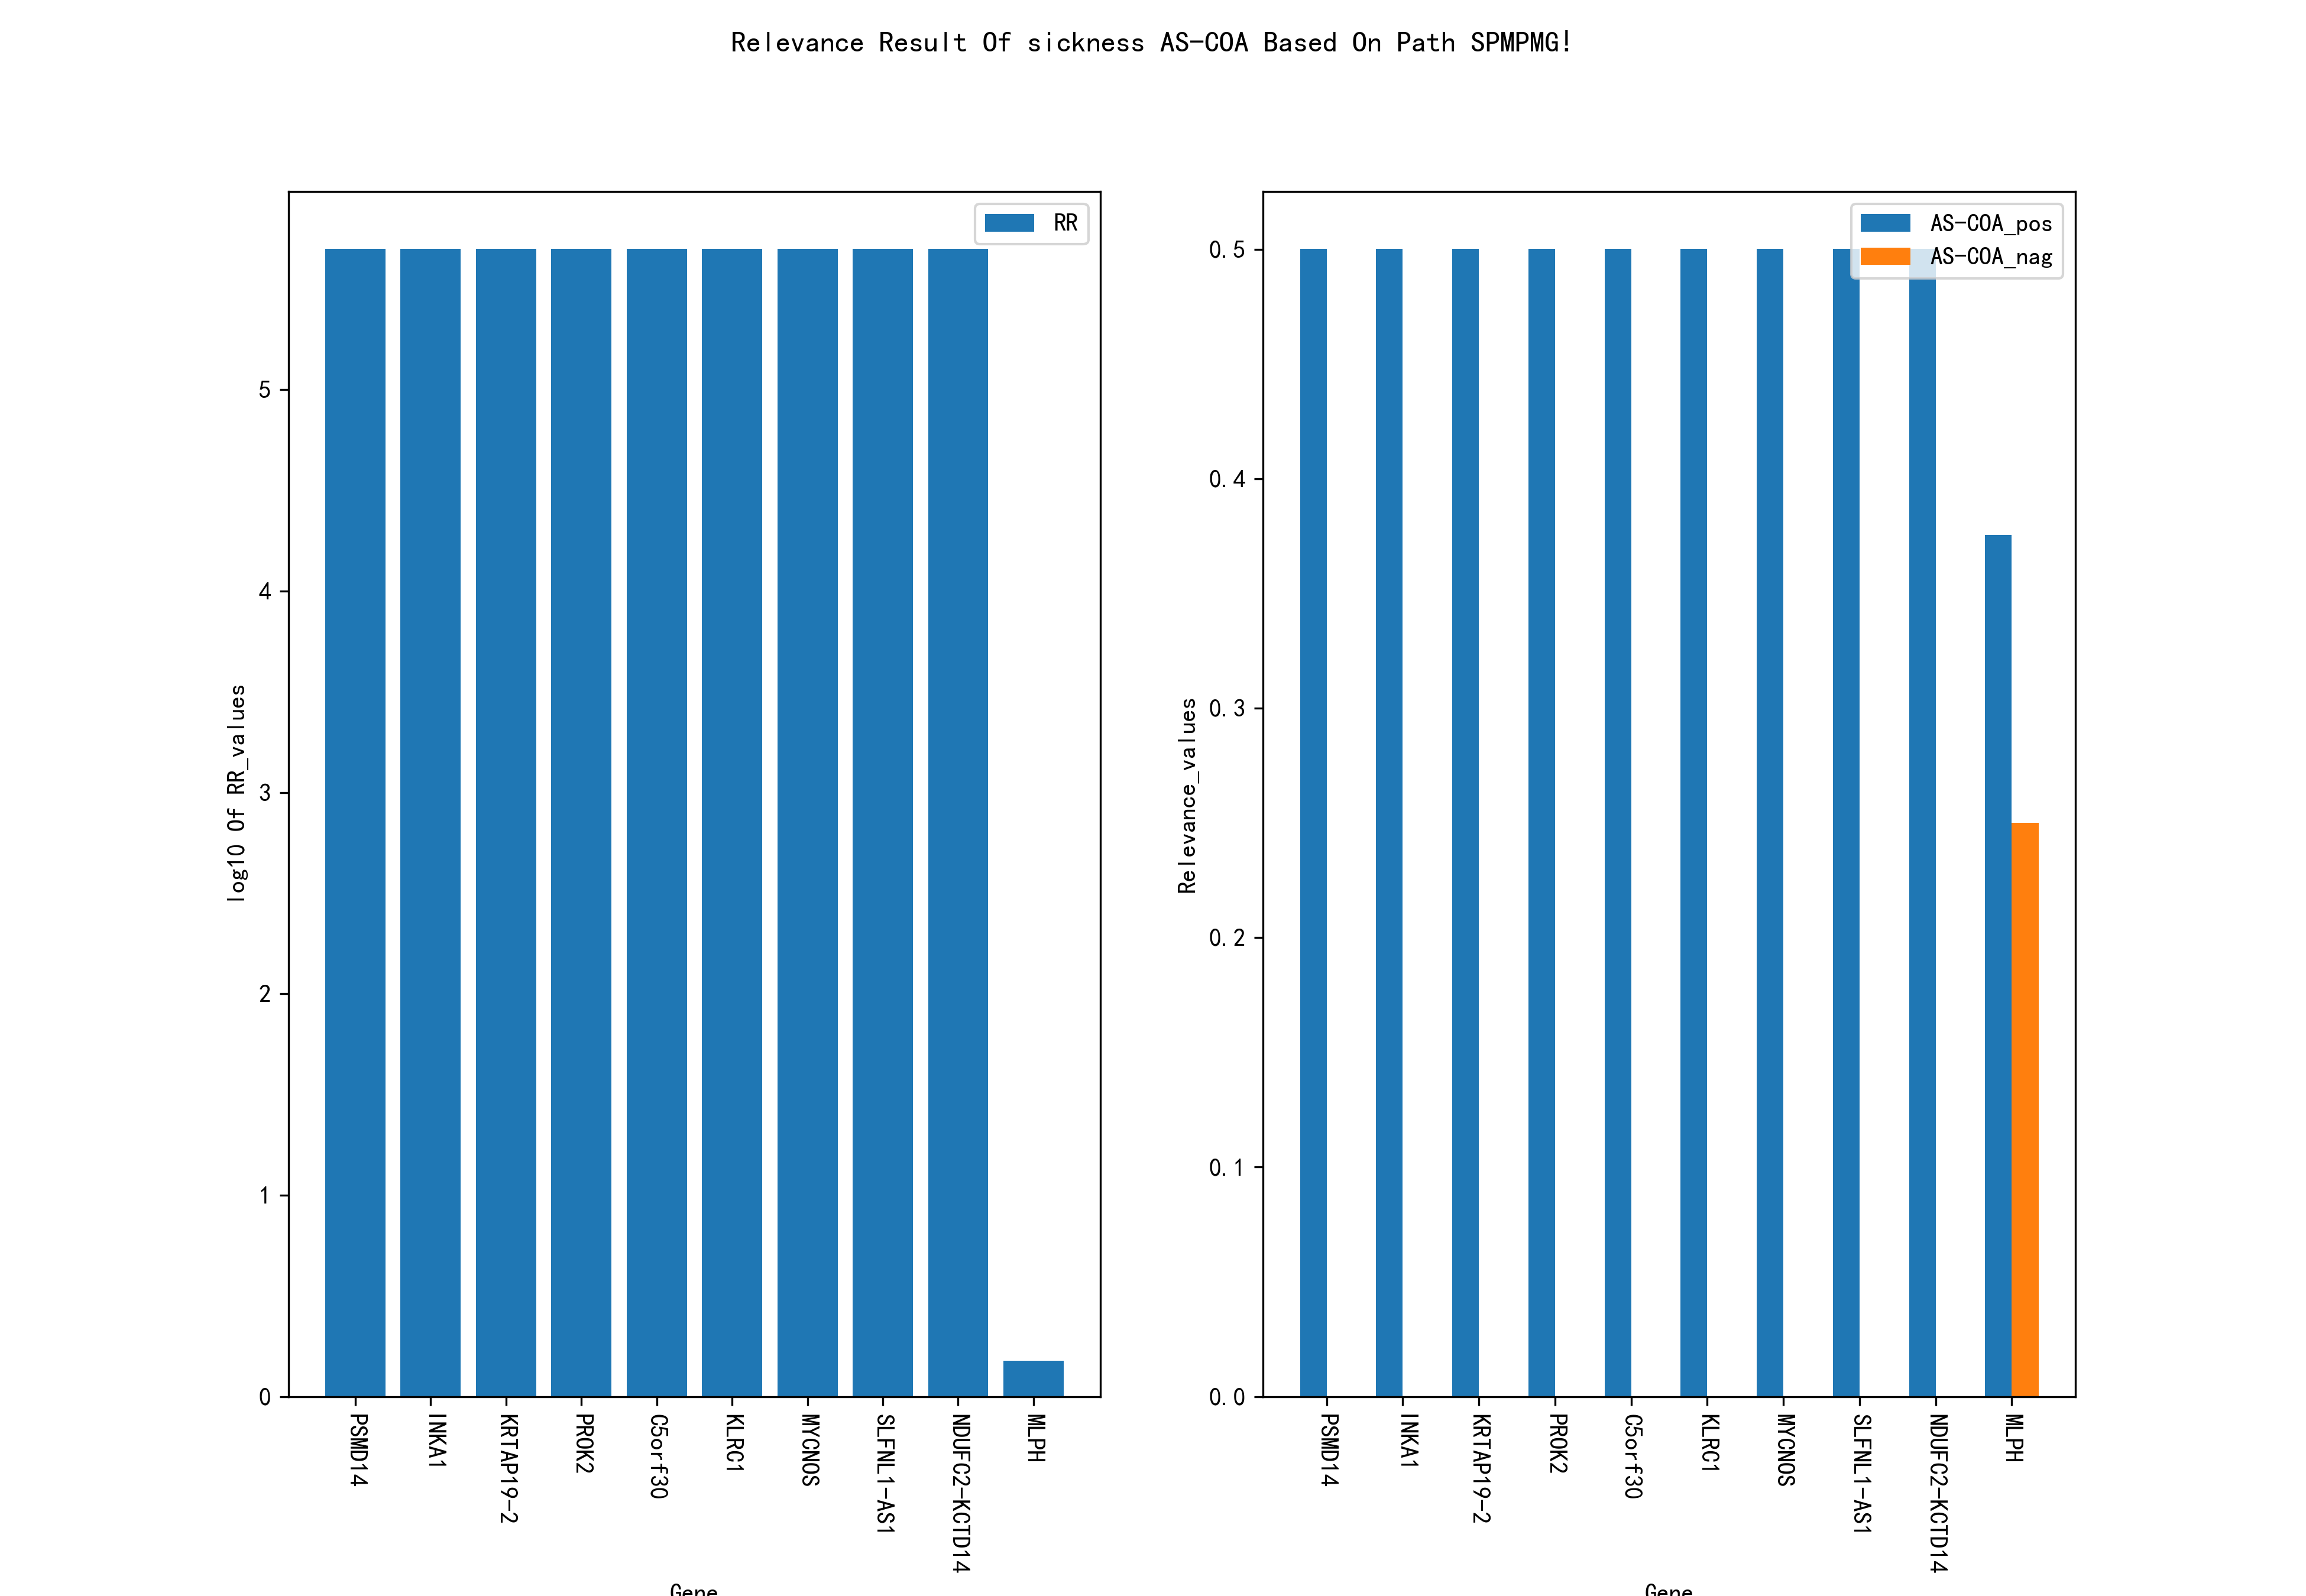 Relevance Result Of sickness AS-COA Based On Path SPMPMG!
RR
5
4
3
2
1
0
log10 Of RR_values
PSMD14
INKA1
KRTAP19-2
PROK2
C5orf30
KLRC1
MYCNOS
SLFNL1-AS1
NDUFC2-KCTD14
MLPH
Gene
AS-COA_pos
AS-COA_nag
0.5
0.4
0.3
0.2
0.1
0.0
Relevance_values
PSMD14
INKA1
KRTAP19-2
PROK2
C5orf30
KLRC1
MYCNOS
SLFNL1-AS1
NDUFC2-KCTD14
MLPH
Gene